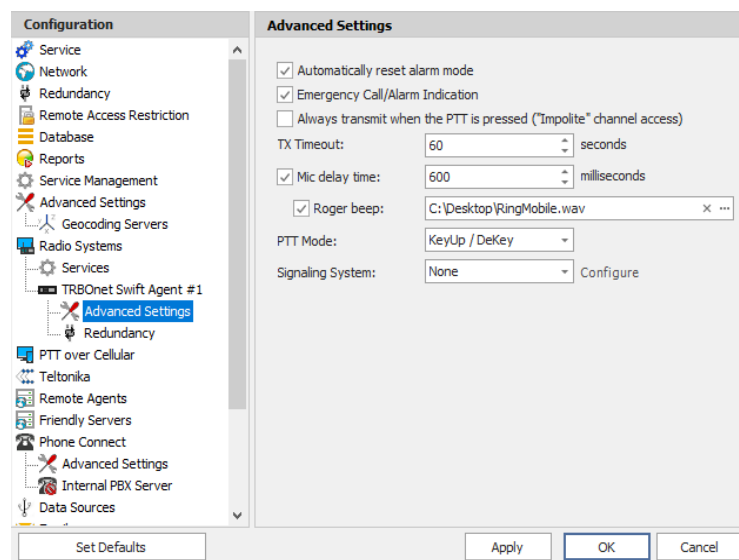 Configuration
Service
Network
Redundancy
Remote Access Restriction
Database
Reports
Service Management
Advanced Settings
Geocoding Servers
Radio Systems
Services
TRBOnet Swift Agent #1
Advanced Settings
Redundancy
PTT over Cellular
Teltonika
Remote Agents
Friendly Servers
Phone Connect
Advanced Settings
Internal PBX Server
Data Sources
Set Defaults
Advanced Settings
Automatically reset alarm mode
Emergency Call/Alarm Indication
Always transmit when the PTT is pressed ("Impolite" channel access)
TX Timeout: 60 seconds
Mic delay time: 600 milliseconds
Roger beep: C:\Desktop\RingMobile.wav
PTT Mode: KeyUp / DeKey
Signaling System: None Configure
Apply OK Cancel